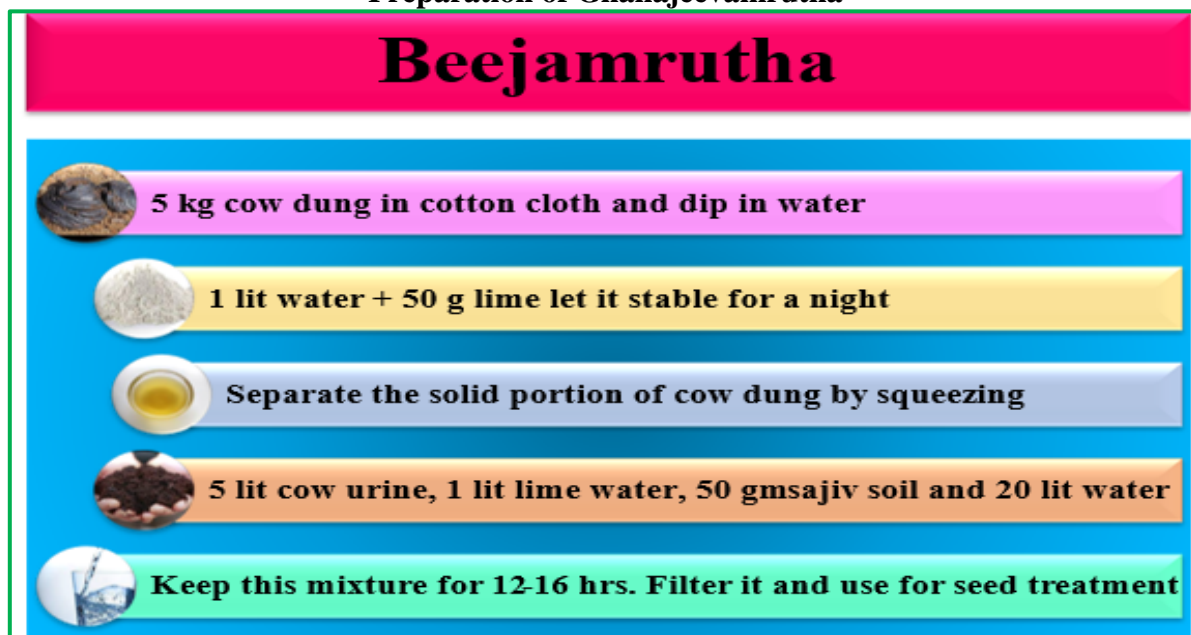 Preparation of Ghanajeevamrutha
Beejamrutha
5 kg cow dung in cotton cloth and dip in water
1 lit water + 50 g lime let it stable for a night
Separate the solid portion of cow dung by squeezing
5 lit cow urine, 1 lit lime water, 50 gmsajiv soil and 20 lit water
Keep this mixture for 12-16 hrs. Filter it and use for seed treatment